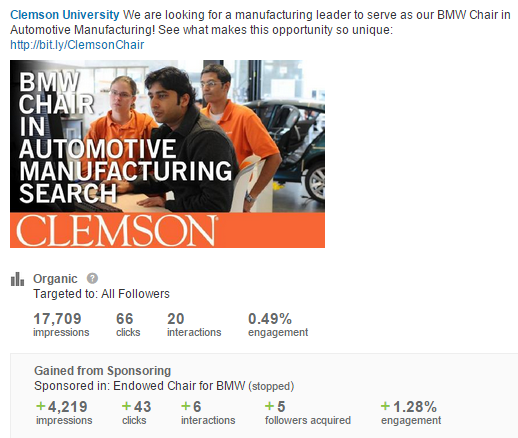 Clemson University We are looking for a manufacturing leader to serve as our BMW Chair in
Automotive Manufacturing! See what makes this opportunity so unique:
http://bit.ly/ClemsonChair
BMW
CHAIR
IN
AUTOMOTIVE
MANUFACTURING
SEARCH
CLEMSON
Organic ?
Targeted to: All Followers
17,709 66 20 0.49%
impressions clicks interactions engagement
Gained from Sponsoring
Sponsored in: Endowed Chair for BMW (stopped)
+4,219 +43 +6 +5 +1.28%
impressions clicks interactions followers acquired engagement